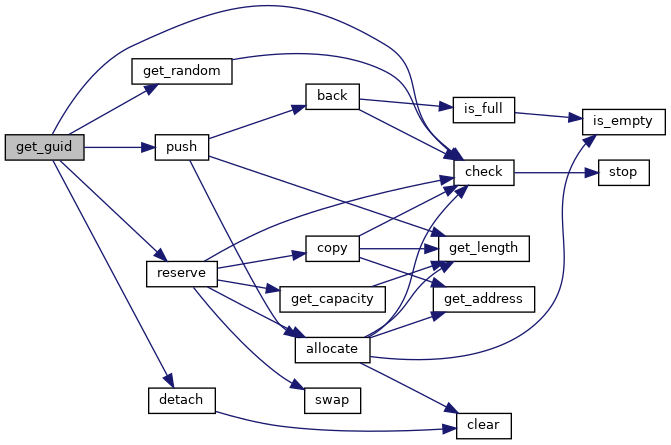 get_guid
get_random
push
reserve
detach
back
copy
get_capacity
allocate
swap
is_full
check
get_length
get_address
clear
is_empty
stop